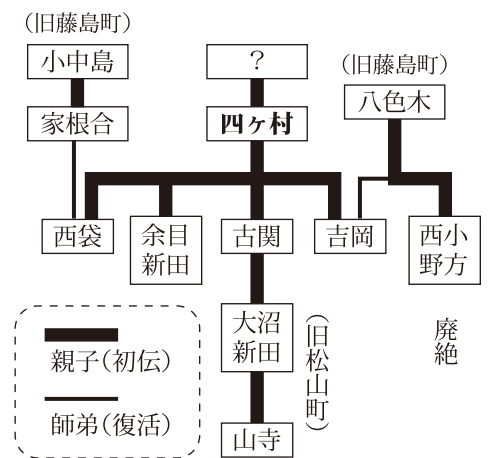 （旧藤島町）
小中島
？
（旧藤島町）
八色木
家根合
四ヶ村
西袋
余目
新田
古関
吉岡
西小
野方
大沼
新田
（旧松山町）
廃絶
山寺
親子（初伝）
師弟（復活）